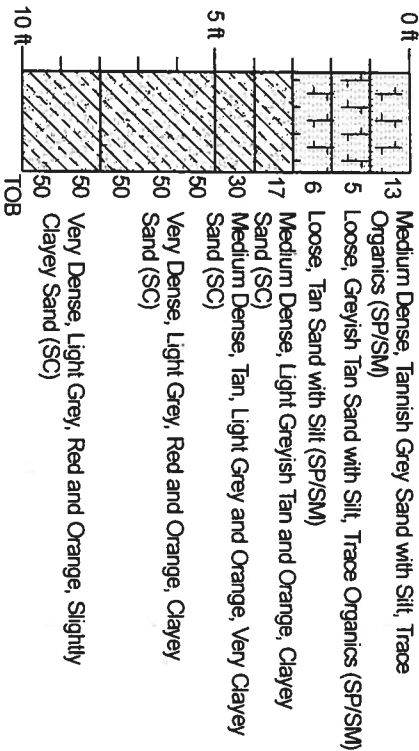 0 ft
13 Medium Dense, Tannish Grey Sand with Silt, Trace
Organics (SP/SM)
5 Loose, Greyish Tan Sand with Silt, Trace Organics (SP/SM)
6 Loose, Tan Sand with Silt (SP/SM)
17 Medium Dense, Light Greyish Tan and Orange, Clayey
Sand (SC)
5 ft
30 Medium Dense, Tan, Light Grey and Orange, Very Clayey
Sand (SC)
50
50 Very Dense, Light Grey, Red and Orange, Clayey
Sand (SC)
50
50 Very Dense, Light Grey, Red and Orange, Slightly
Clayey Sand (SC)
50
10 ft
TOB